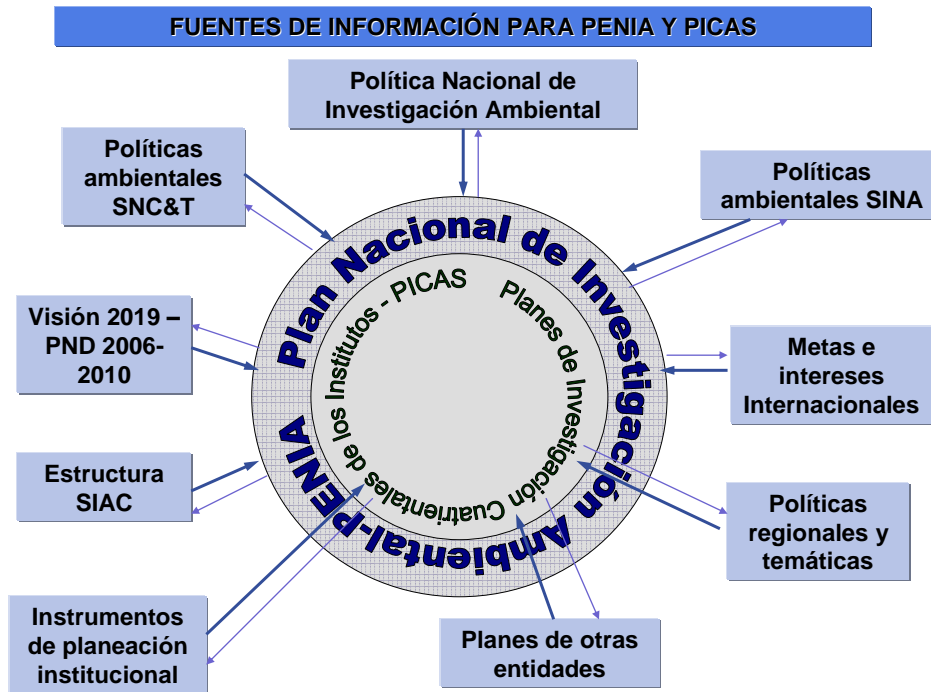 FUENTES DE INFORMACIÓN PARA PENIA Y PICAS
Política Nacional de
Investigación Ambiental
Políticas
ambientales
SNC&T
Políticas
ambientales SINA
Visión 2019 –
PND 2006-
2010
Metas e
intereses
Internacionales
Estructura
SIAC
Políticas
regionales y
temáticas
Instrumentos
de planeación
institucional
Planes de otras
entidades
Plan Nacional de Investigación Ambiental-PENIA
Planes de Investigación Cuatrientales de los Institutos - PICAS